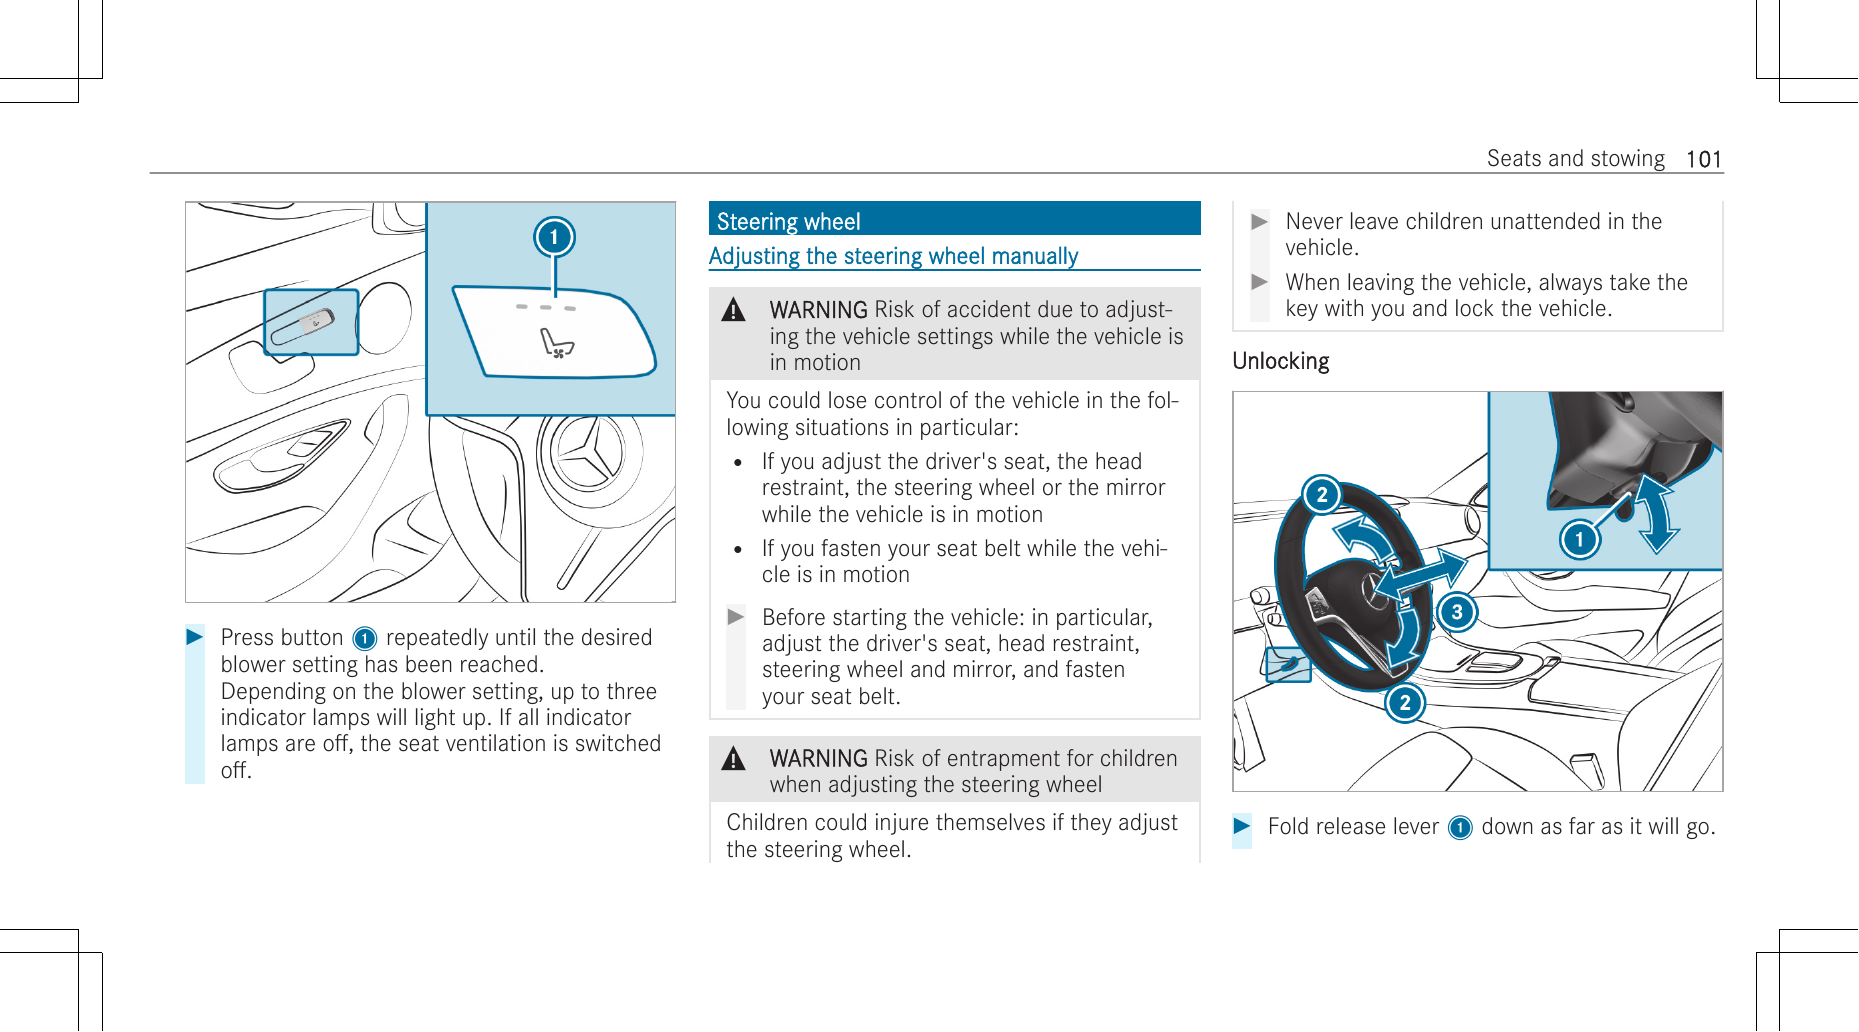 Seats and stowing 101
1
Press button 1 repeatedly until the desired
blower setting has been reached.
Depending on the blower setting, up to three
indicator lamps will light up. If all indicator
lamps are off, the seat ventilation is switched
off.
Steering wheel
Adjusting the steering wheel manually
WARNING Risk of accident due to adjust-
ing the vehicle settings while the vehicle is
in motion
You could lose control of the vehicle in the fol-
lowing situations in particular:
• If you adjust the driver's seat, the head
restraint, the steering wheel or the mirror
while the vehicle is in motion
• If you fasten your seat belt while the vehi-
cle is in motion
Before starting the vehicle: in particular,
adjust the driver's seat, head restraint,
steering wheel and mirror, and fasten
your seat belt.
WARNING Risk of entrapment for children
when adjusting the steering wheel
Children could injure themselves if they adjust
the steering wheel.
Never leave children unattended in the
vehicle.
When leaving the vehicle, always take the
key with you and lock the vehicle.
Unlocking
2
1
3
2
Fold release lever 1 down as far as it will go.